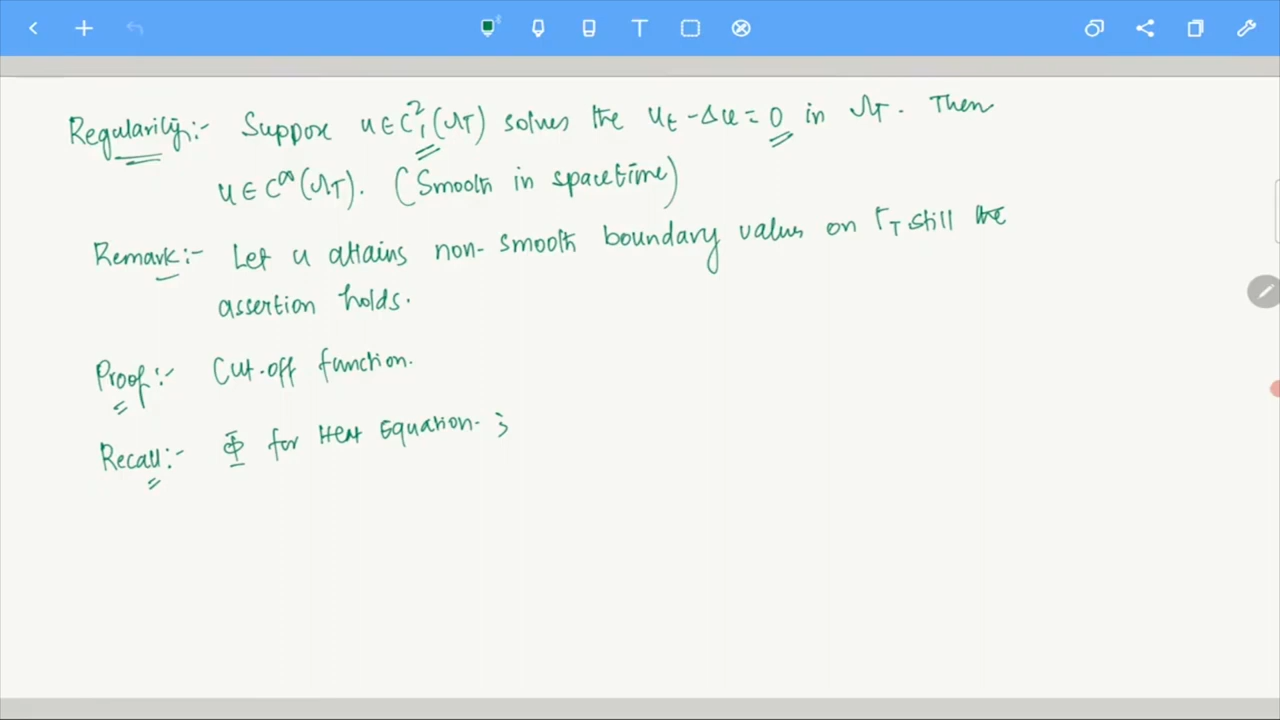 Regularity:- Suppose u ∈ C²₁(Ω_T) solves the u_t - Δu = 0 in Ω_T. Then
u ∈ C^∞(Ω_T). (Smooth in spacetime)
Remark:- Let u attains non-smooth boundary values on Γ_T still the
assertion holds.
Proof:- Cut-off function.
Recall:- Φ for Heat Equation ;